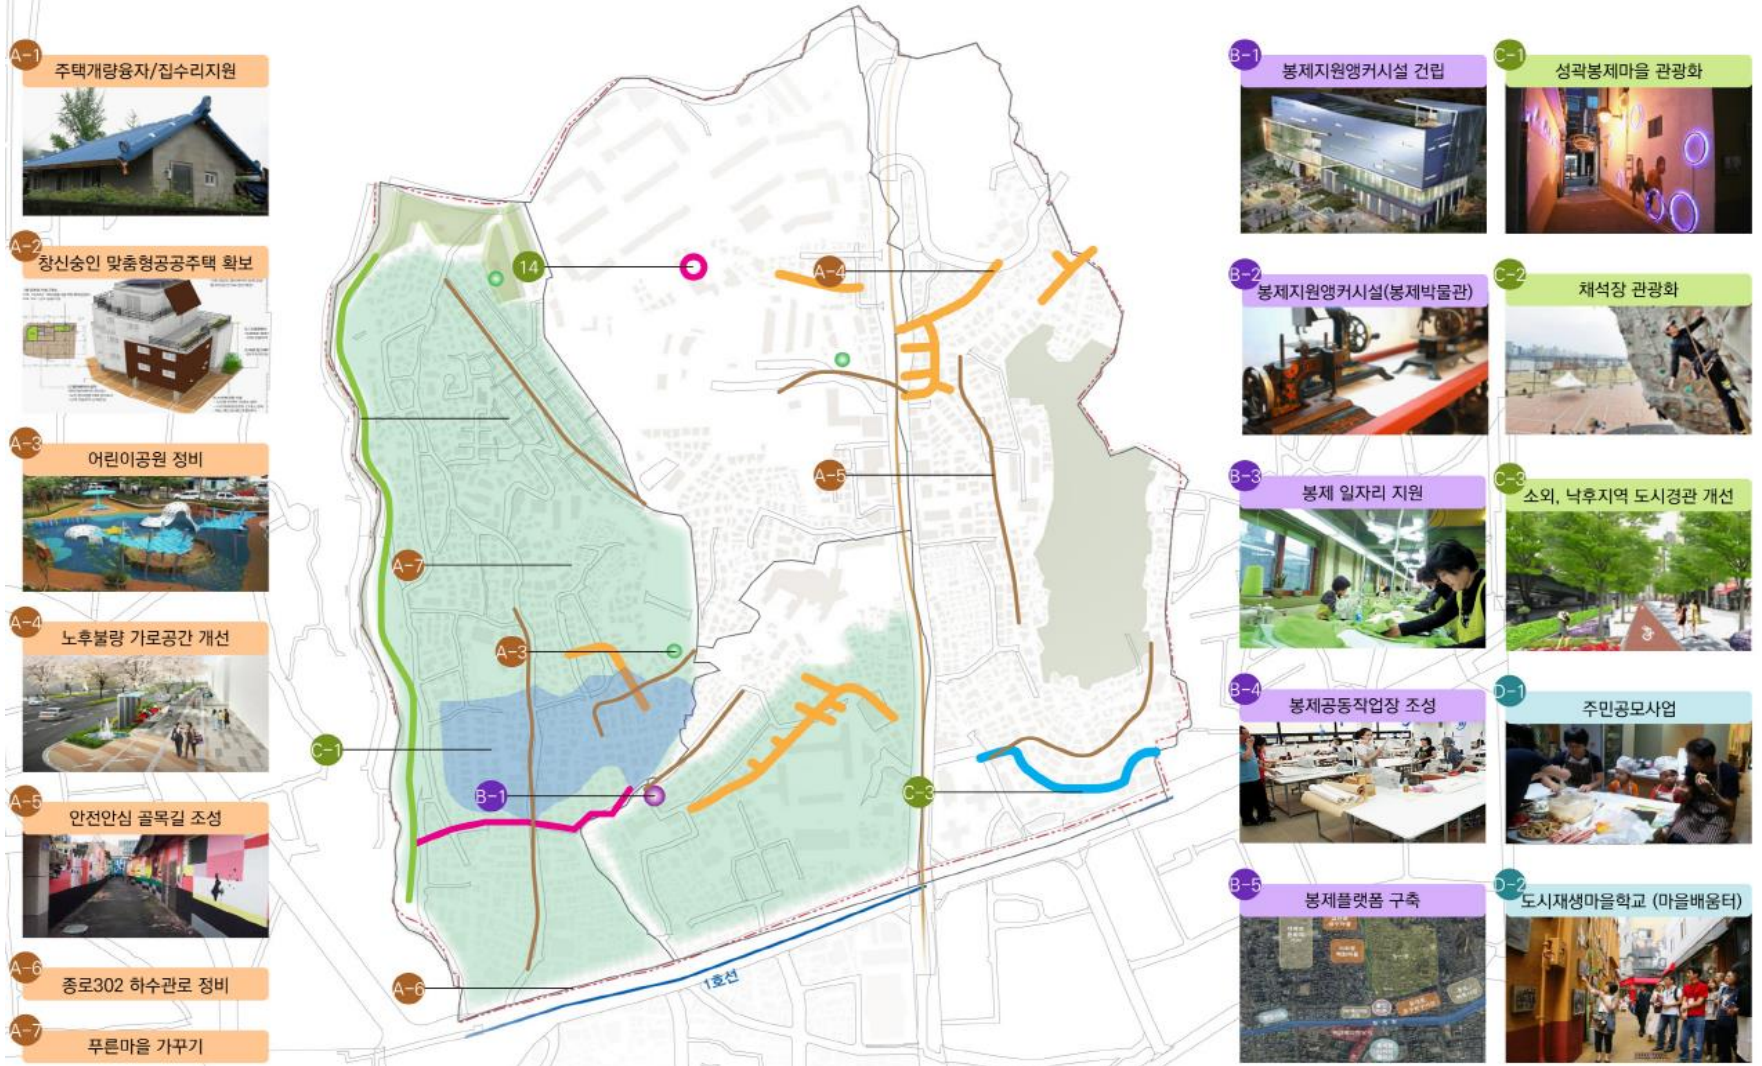 A-1
주택개량융자/집수리지원
A-2
창신숭인 맞춤형공공주택 확보
A-3
어린이공원 정비
A-4
노후불량 가로공간 개선
A-5
안전안심 골목길 조성
A-6
종로302 하수관로 정비
A-7
푸른마을 가꾸기
14
A-4
A-5
A-7
A-3
C-1
B-1
C-3
A-6
1호선
B-1
봉제지원앵커시설 건립
B-2
봉제지원앵커시설(봉제박물관)
B-3
봉제 일자리 지원
B-4
봉제공동작업장 조성
B-5
봉제플랫폼 구축
C-1
성곽봉제마을 관광화
C-2
채석장 관광화
C-3
소외, 낙후지역 도시경관 개선
D-1
주민공모사업
D-2
도시재생마을학교 (마을배움터)